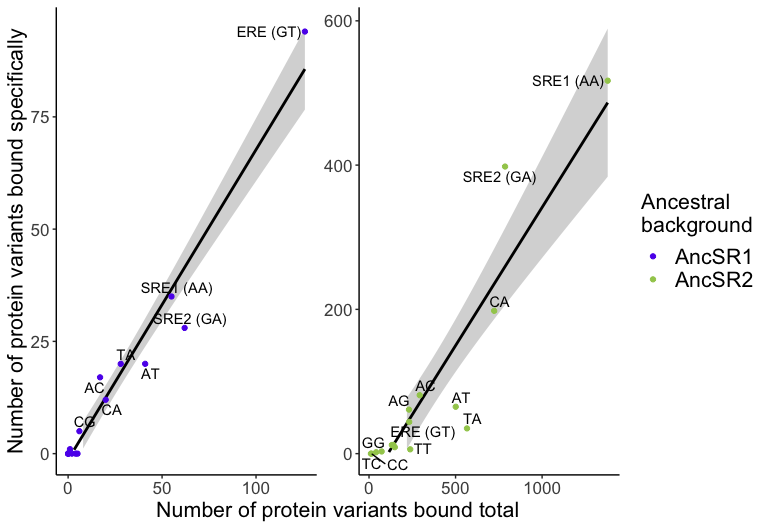 Number of protein variants bound specifically
75
50
25
0
0
50
100
ERE (GT)
SRE1 (AA)
SRE2 (GA)
TA
AT
AC
CA
CG
600
400
200
0
0
500
1000
SRE1 (AA)
SRE2 (GA)
CA
AC
AG
AT
TA
ERE (GT)
GG
TT
TC
CC
Number of protein variants bound total
Ancestral
background
AncSR1
AncSR2